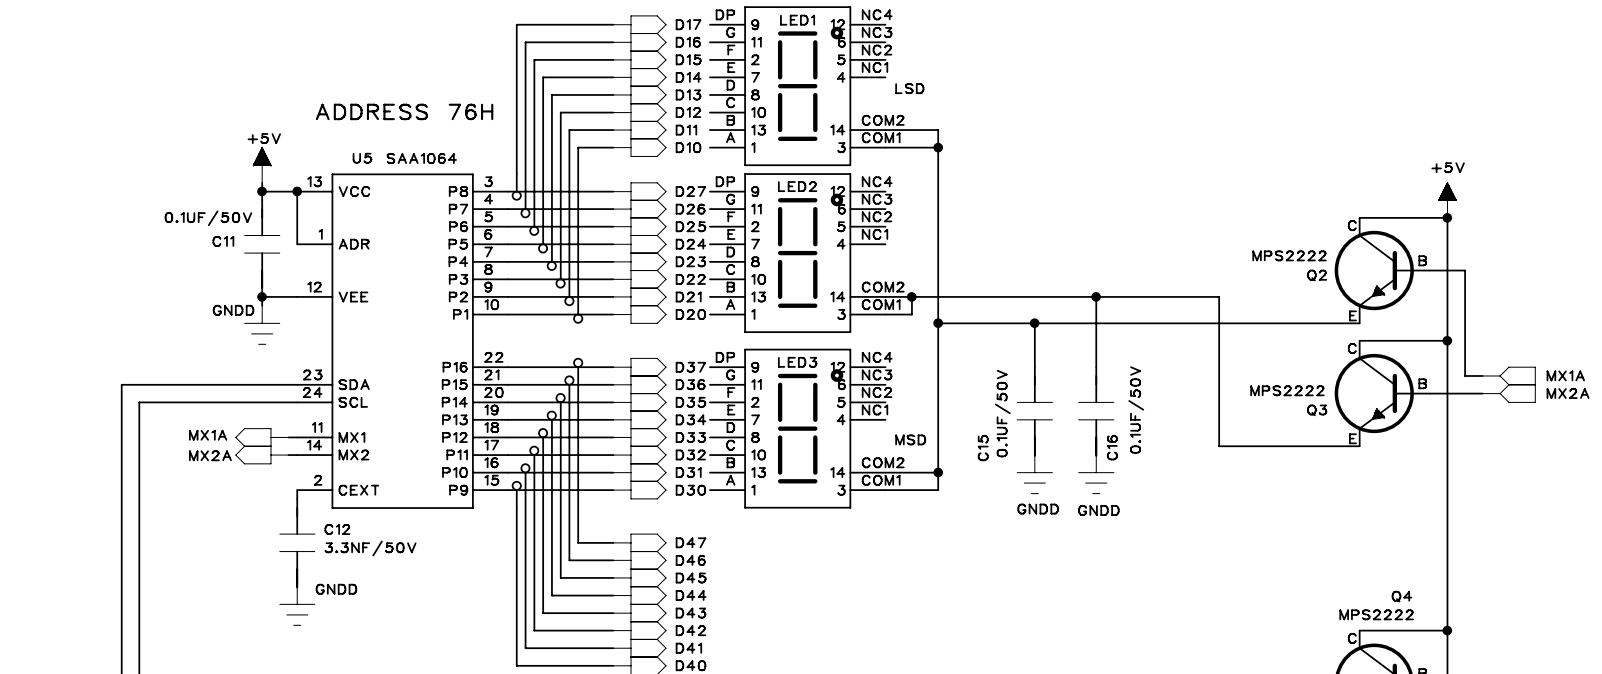 ADDRESS 76H
+5V
U5 SAA1064
0.1UF/50V
C11
GNDD
13 VCC
1 ADR
12 VEE
23 SDA
24 SCL
MX1A 11 MX1
MX2A 14 MX2
2 CEXT
C12
3.3NF/50V
GNDD
P8 3
P7 4
P6 5
P5 6
P4 7
P3 8
P2 9
P1 10
P16 22
P15 21
P14 20
P13 19
P12 18
P11 17
P10 16
P9 15
D17 DP 9
D16 G 11
D15 F 2
D14 E 7
D13 D 8
D12 C 10
D11 B 13
D10 A 1
LED1
12 NC4
6 NC3
5 NC2
4 NC1
LSD
14 COM2
3 COM1
D27 DP 9
D26 G 11
D25 F 2
D24 E 7
D23 D 8
D22 C 10
D21 B 13
D20 A 1
LED2
12 NC4
6 NC3
5 NC2
4 NC1
14 COM2
3 COM1
D37 DP 9
D36 G 11
D35 F 2
D34 E 7
D33 D 8
D32 C 10
D31 B 13
D30 A 1
LED3
12 NC4
6 NC3
5 NC2
4 NC1
MSD
14 COM2
3 COM1
D47
D46
D45
D44
D43
D42
D41
D40
C15
0.1UF/50V
GNDD
C16
0.1UF/50V
GNDD
+5V
C
MPS2222
Q2
B
E
C
MPS2222
Q3
B
E
MX1A
MX2A
Q4
MPS2222
C
B